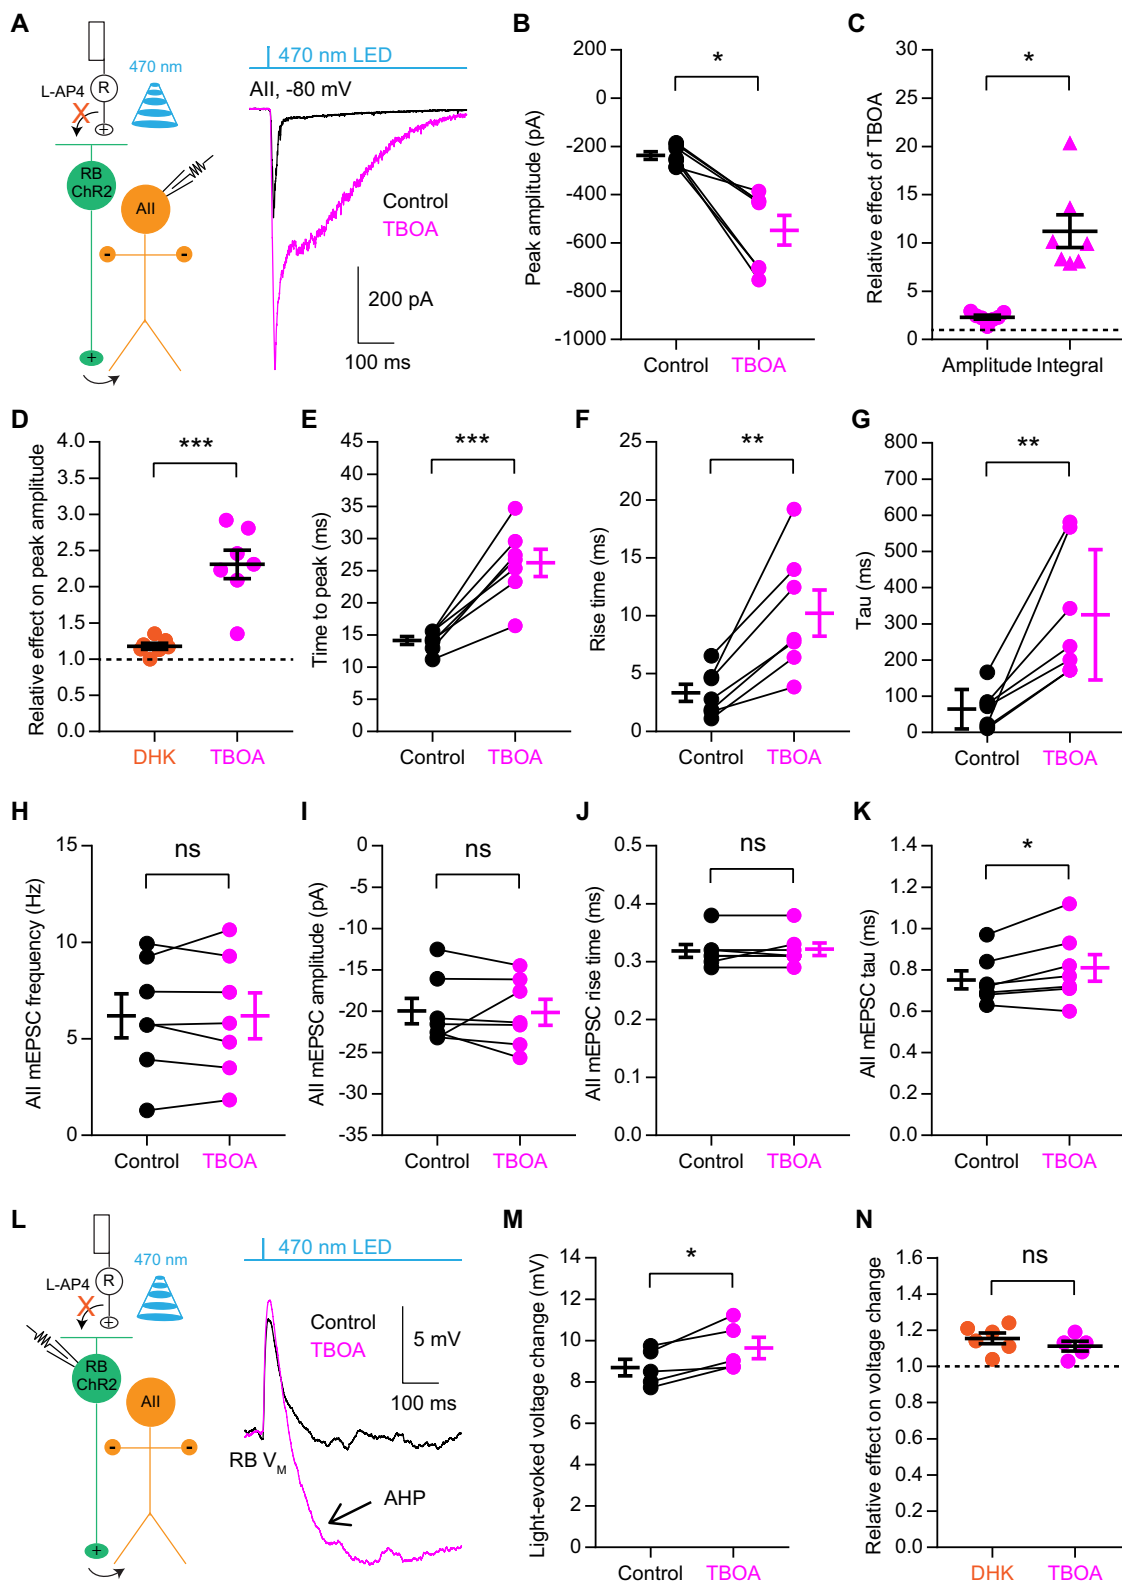 A
470 nm
L-AP4
R
X
+
RB
ChR2
AII
-
-
+
470 nm LED
AII, -80 mV
Control
TBOA
200 pA
100 ms
B
Peak amplitude (pA)
200
0
-200
-400
-600
-800
-1000
*
Control
TBOA
C
Relative effect of TBOA
30
25
20
15
10
5
0
*
Amplitude Integral
D
Relative effect on peak amplitude
4.0
3.5
3.0
2.5
2.0
1.5
1.0
0.5
0.0
***
DHK
TBOA
E
Time to peak (ms)
45
40
35
30
25
20
15
10
5
0
***
Control
TBOA
F
Rise time (ms)
25
20
15
10
5
0
**
Control
TBOA
G
Tau (ms)
800
700
600
500
400
300
200
100
0
**
Control
TBOA
H
AII mEPSC frequency (Hz)
15
10
5
0
ns
Control
TBOA
I
AII mEPSC amplitude (pA)
0
-5
-10
-15
-20
-25
-30
-35
ns
Control
TBOA
J
AII mEPSC rise time (ms)
0.5
0.4
0.3
0.2
0.1
0.0
ns
Control
TBOA
K
AII mEPSC tau (ms)
1.4
1.2
1.0
0.8
0.6
0.4
0.2
0.0
*
Control
TBOA
L
470 nm
L-AP4
R
X
+
RB
ChR2
AII
-
-
+
470 nm LED
Control
TBOA
5 mV
100 ms
RB VM
AHP
M
Light-evoked voltage change (mV)
14
12
10
8
6
4
2
0
*
Control
TBOA
N
Relative effect on voltage change
1.6
1.4
1.2
1.0
0.8
0.6
0.4
0.2
0.0
ns
DHK
TBOA